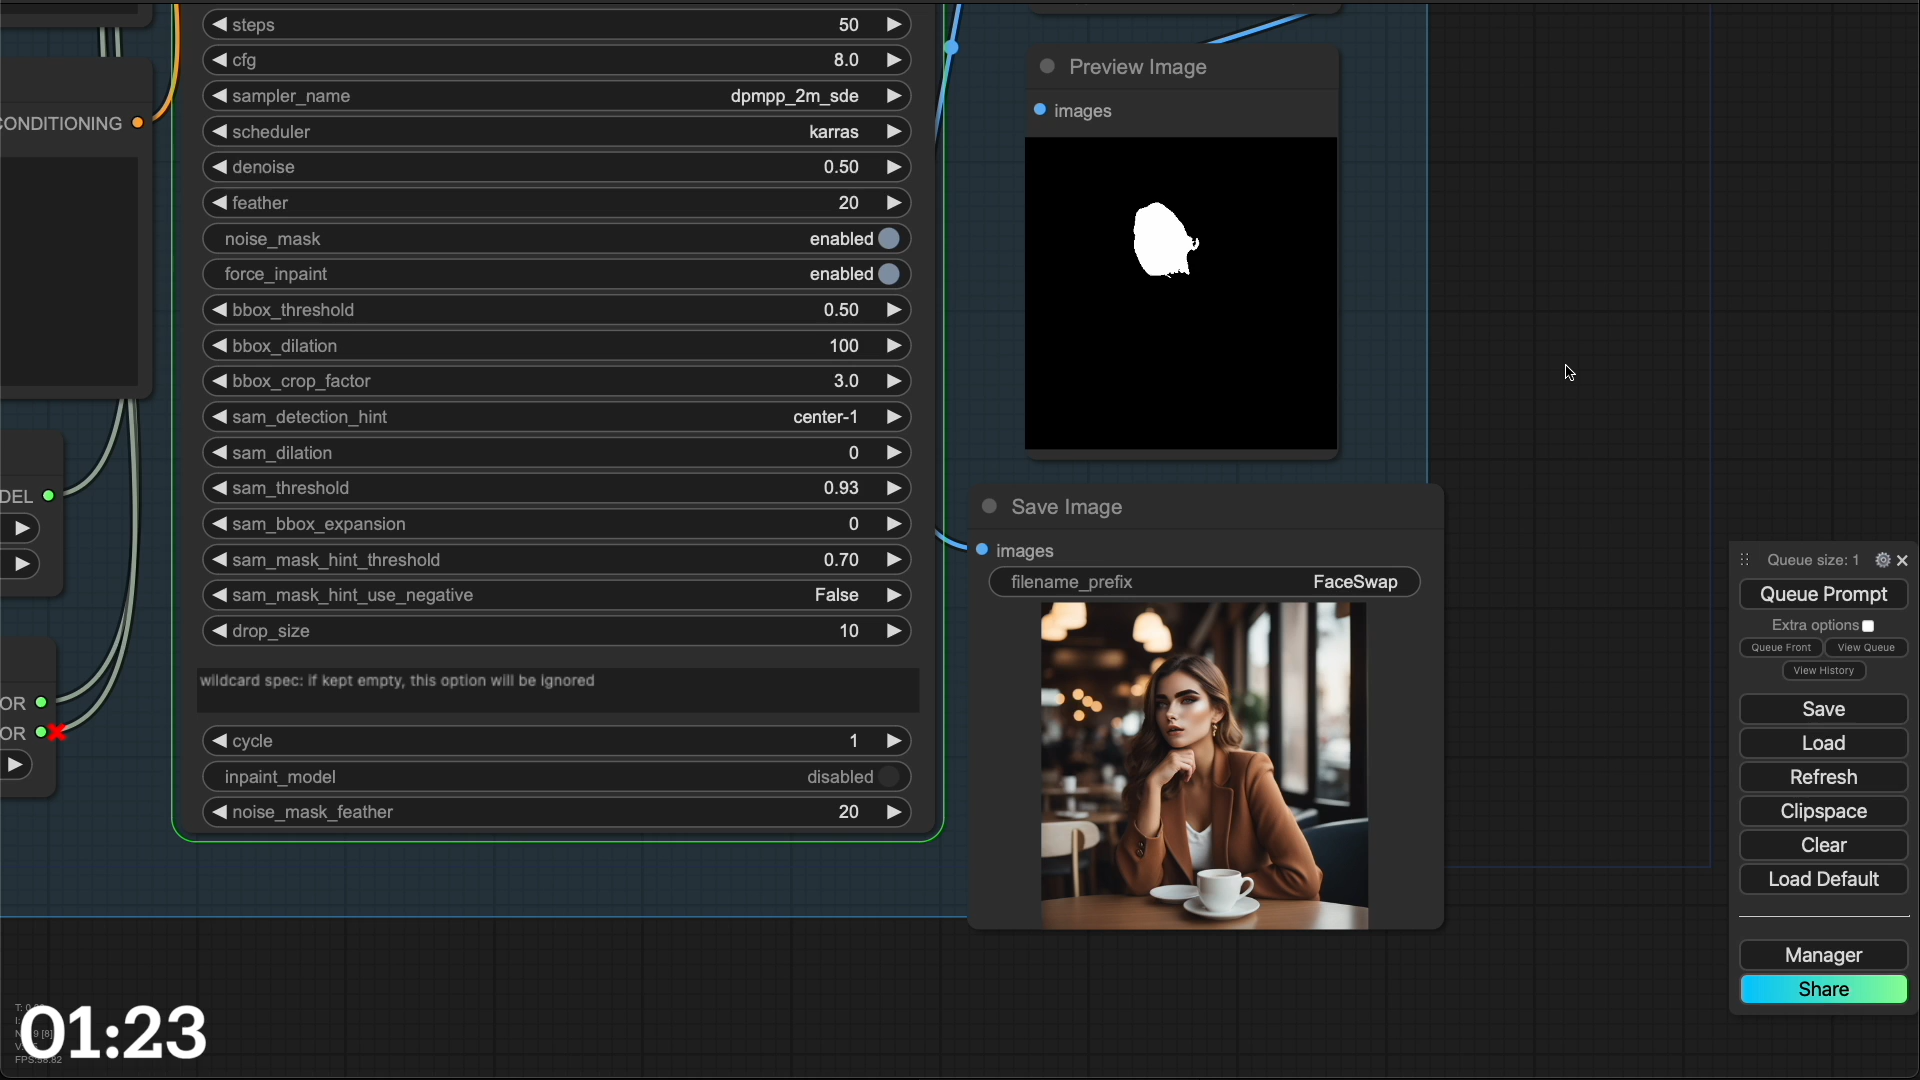 steps 50
cfg 8.0
sampler_name dpmpp_2m_sde
scheduler karras
denoise 0.50
feather 20
noise_mask enabled
force_inpaint enabled
bbox_threshold 0.50
bbox_dilation 100
bbox_crop_factor 3.0
sam_detection_hint center-1
sam_dilation 0
sam_threshold 0.93
sam_bbox_expansion 0
sam_mask_hint_threshold 0.70
sam_mask_hint_use_negative False
drop_size 10
wildcard spec: if kept empty, this option will be ignored
cycle 1
inpaint_model disabled
noise_mask_feather 20
CONDITIONING
DEL
OR
OR
Preview Image
images
Save Image
images
filename_prefix FaceSwap
Queue size: 1
Queue Prompt
Extra options
Queue Front View Queue
View History
Save
Load
Refresh
Clipspace
Clear
Load Default
Manager
Share
01:23